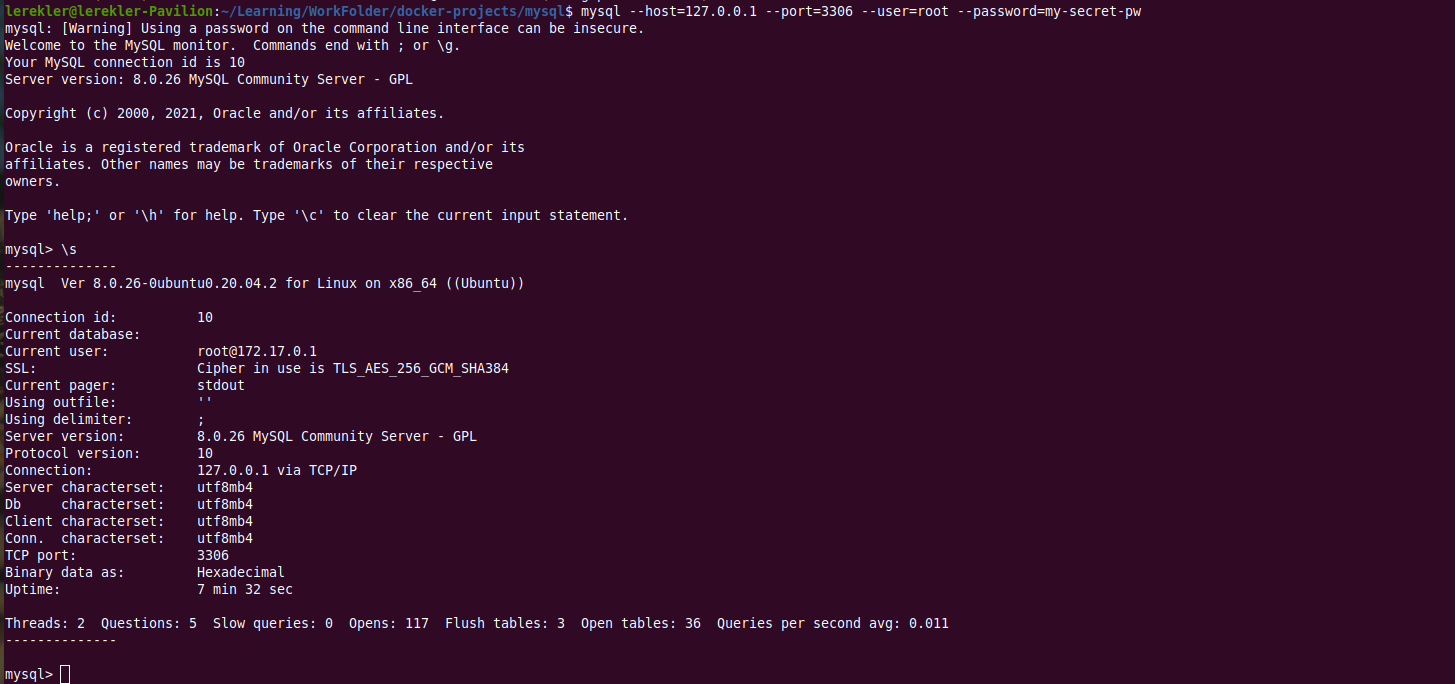 lerekler@lerekler-Pavilion:~/Learning/WorkFolder/docker-projects/mysql$ mysql --host=127.0.0.1 --port=3306 --user=root --password=my-secret-pw
mysql: [Warning] Using a password on the command line interface can be insecure.
Welcome to the MySQL monitor.  Commands end with ; or \g.
Your MySQL connection id is 10
Server version: 8.0.26 MySQL Community Server - GPL

Copyright (c) 2000, 2021, Oracle and/or its affiliates.

Oracle is a registered trademark of Oracle Corporation and/or its
affiliates. Other names may be trademarks of their respective
owners.

Type 'help;' or '\h' for help. Type '\c' to clear the current input statement.

mysql> \s
--------------
mysql  Ver 8.0.26-0ubuntu0.20.04.2 for Linux on x86_64 ((Ubuntu))

Connection id:          10
Current database:
Current user:           root@172.17.0.1
SSL:                    Cipher in use is TLS_AES_256_GCM_SHA384
Current pager:          stdout
Using outfile:          ''
Using delimiter:        ;
Server version:         8.0.26 MySQL Community Server - GPL
Protocol version:       10
Connection:             127.0.0.1 via TCP/IP
Server characterset:    utf8mb4
Db     characterset:    utf8mb4
Client characterset:    utf8mb4
Conn.  characterset:    utf8mb4
TCP port:               3306
Binary data as:         Hexadecimal
Uptime:                 7 min 32 sec

Threads: 2  Questions: 5  Slow queries: 0  Opens: 117  Flush tables: 3  Open tables: 36  Queries per second avg: 0.011
--------------

mysql>